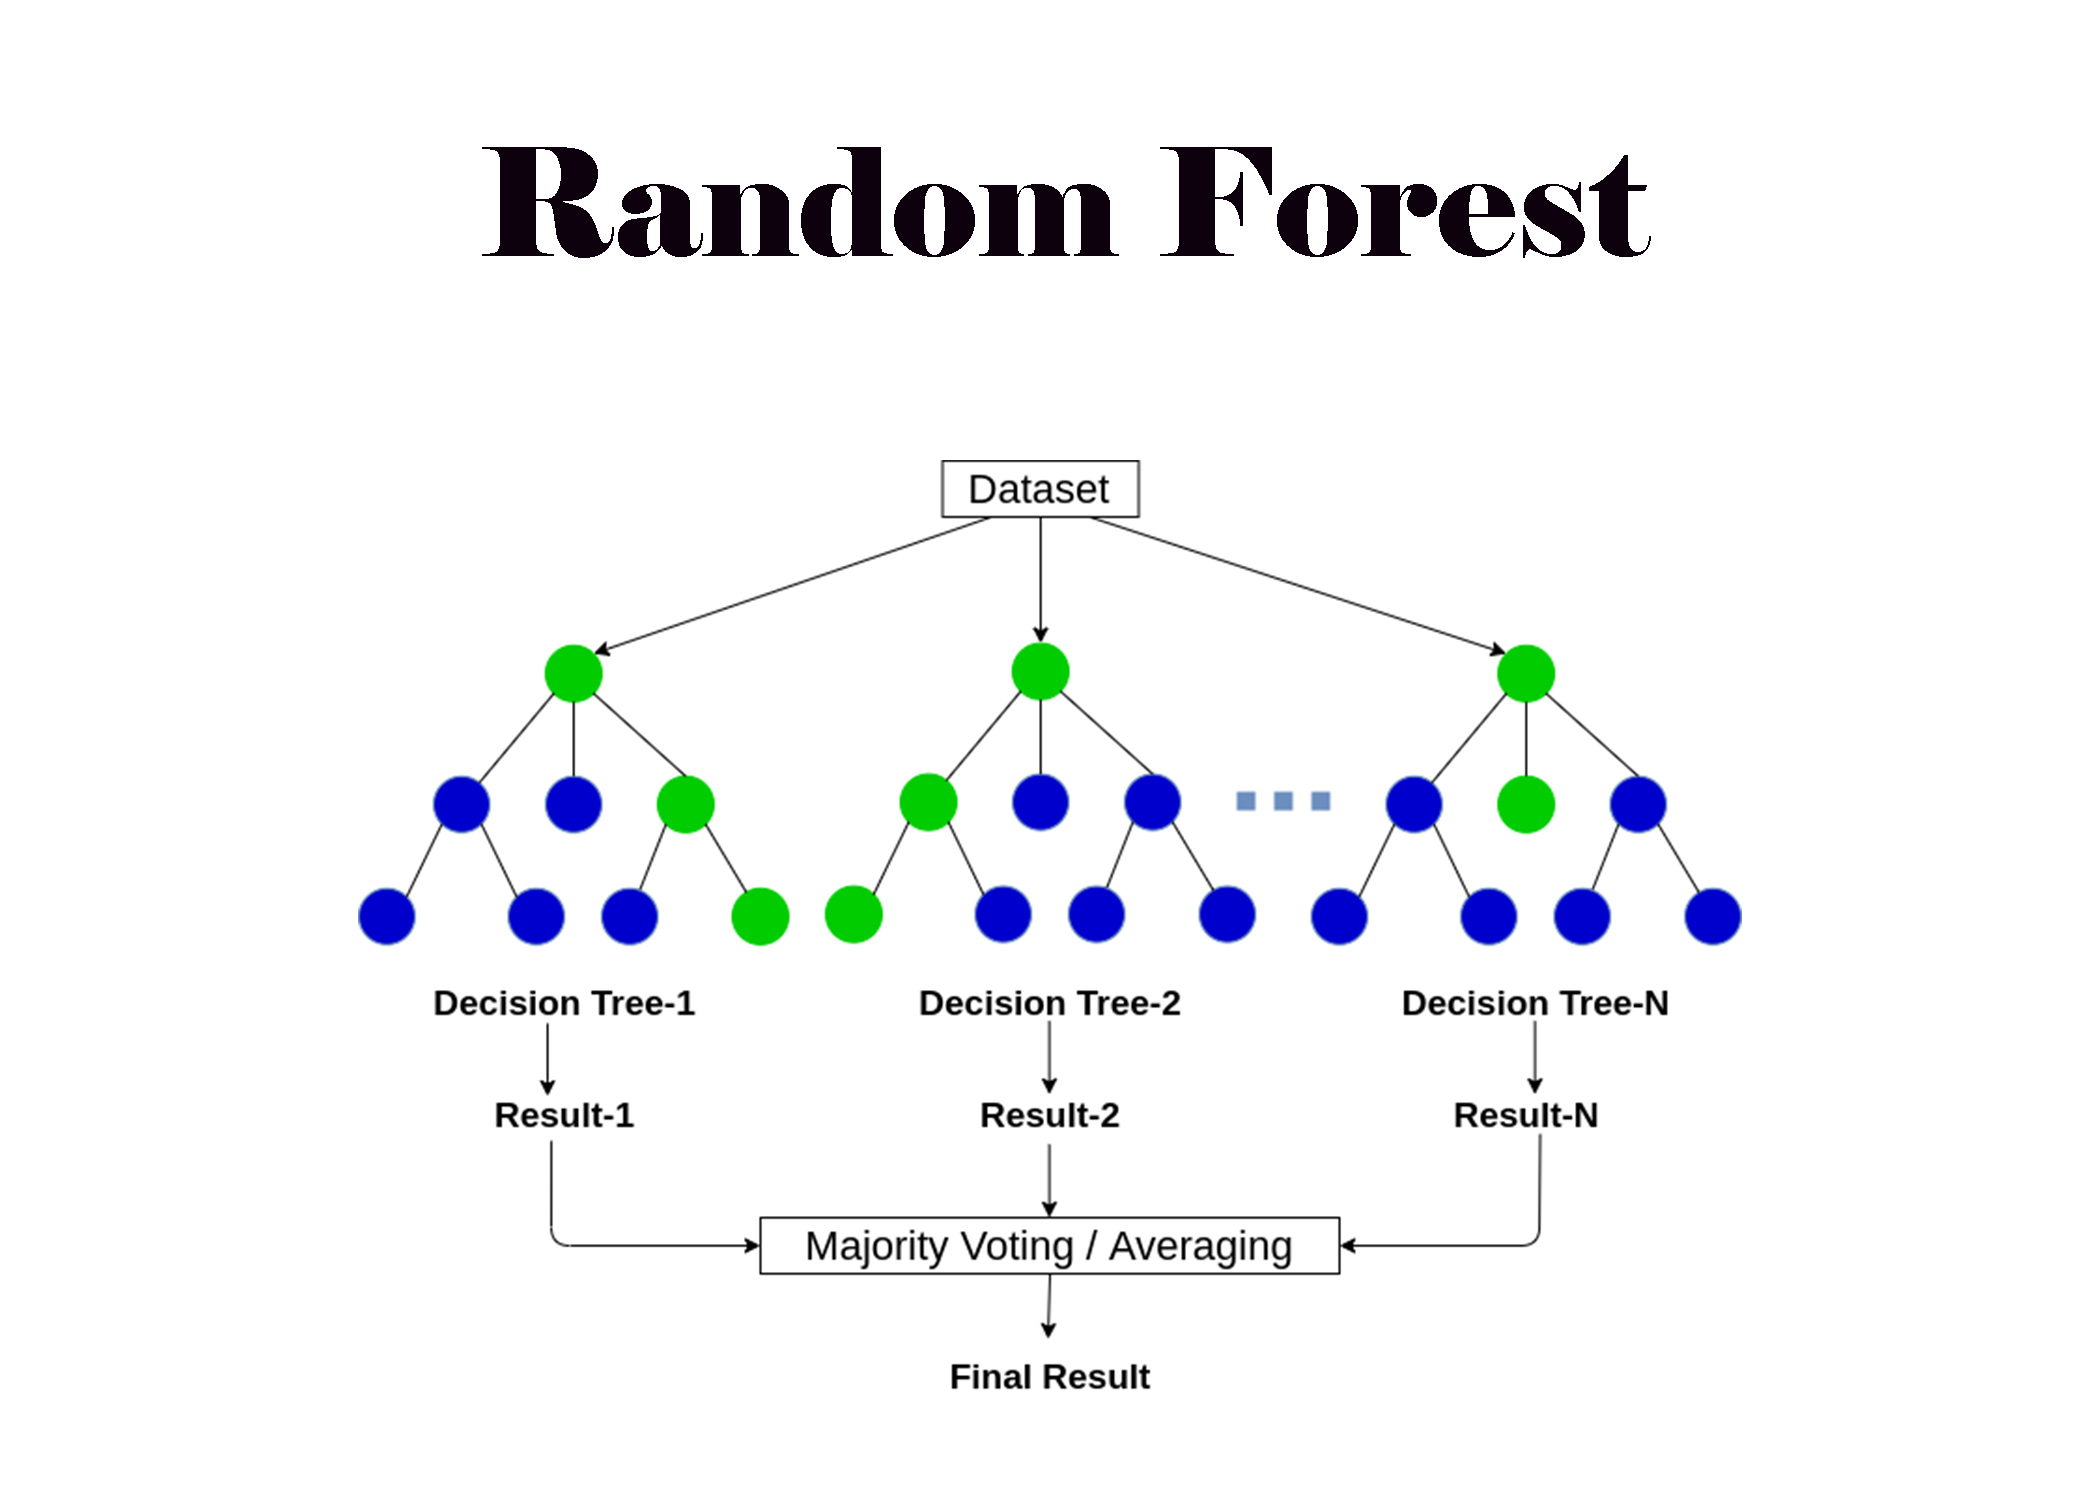 Random Forest
Dataset
Decision Tree-1
Decision Tree-2
Decision Tree-N
Result-1
Result-2
Result-N
Majority Voting / Averaging
Final Result